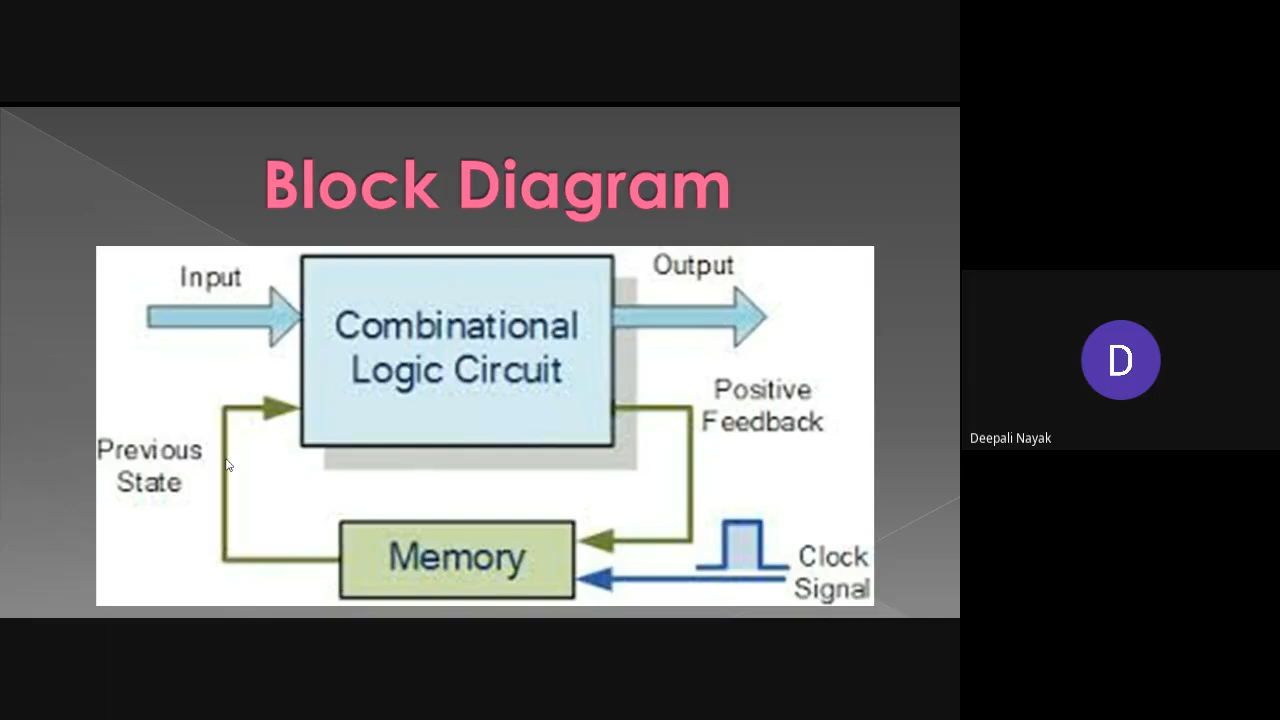 Block Diagram
Input
Output
Combinational
Logic Circuit
Positive
Feedback
Previous
State
Memory
Clock
Signal
D
Deepali Nayak